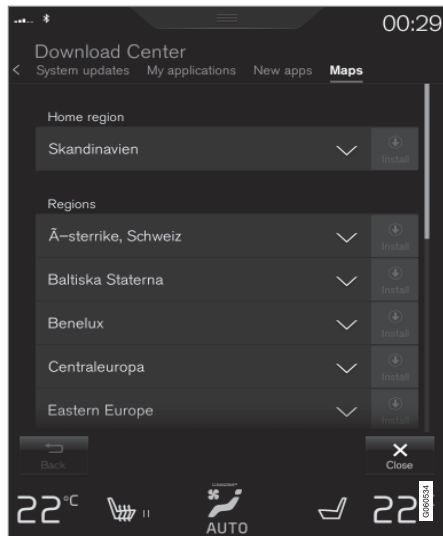 00:29
Download Center
< System updates My applications New apps Maps
Home region
Skandinavien
Install
Regions
Ã–sterrike, Schweiz
Install
Baltiska Staterna
Install
Benelux
Install
Centraleuropa
Install
Eastern Europe
Install
Back
Close
22°C
AUTO
22
G060534